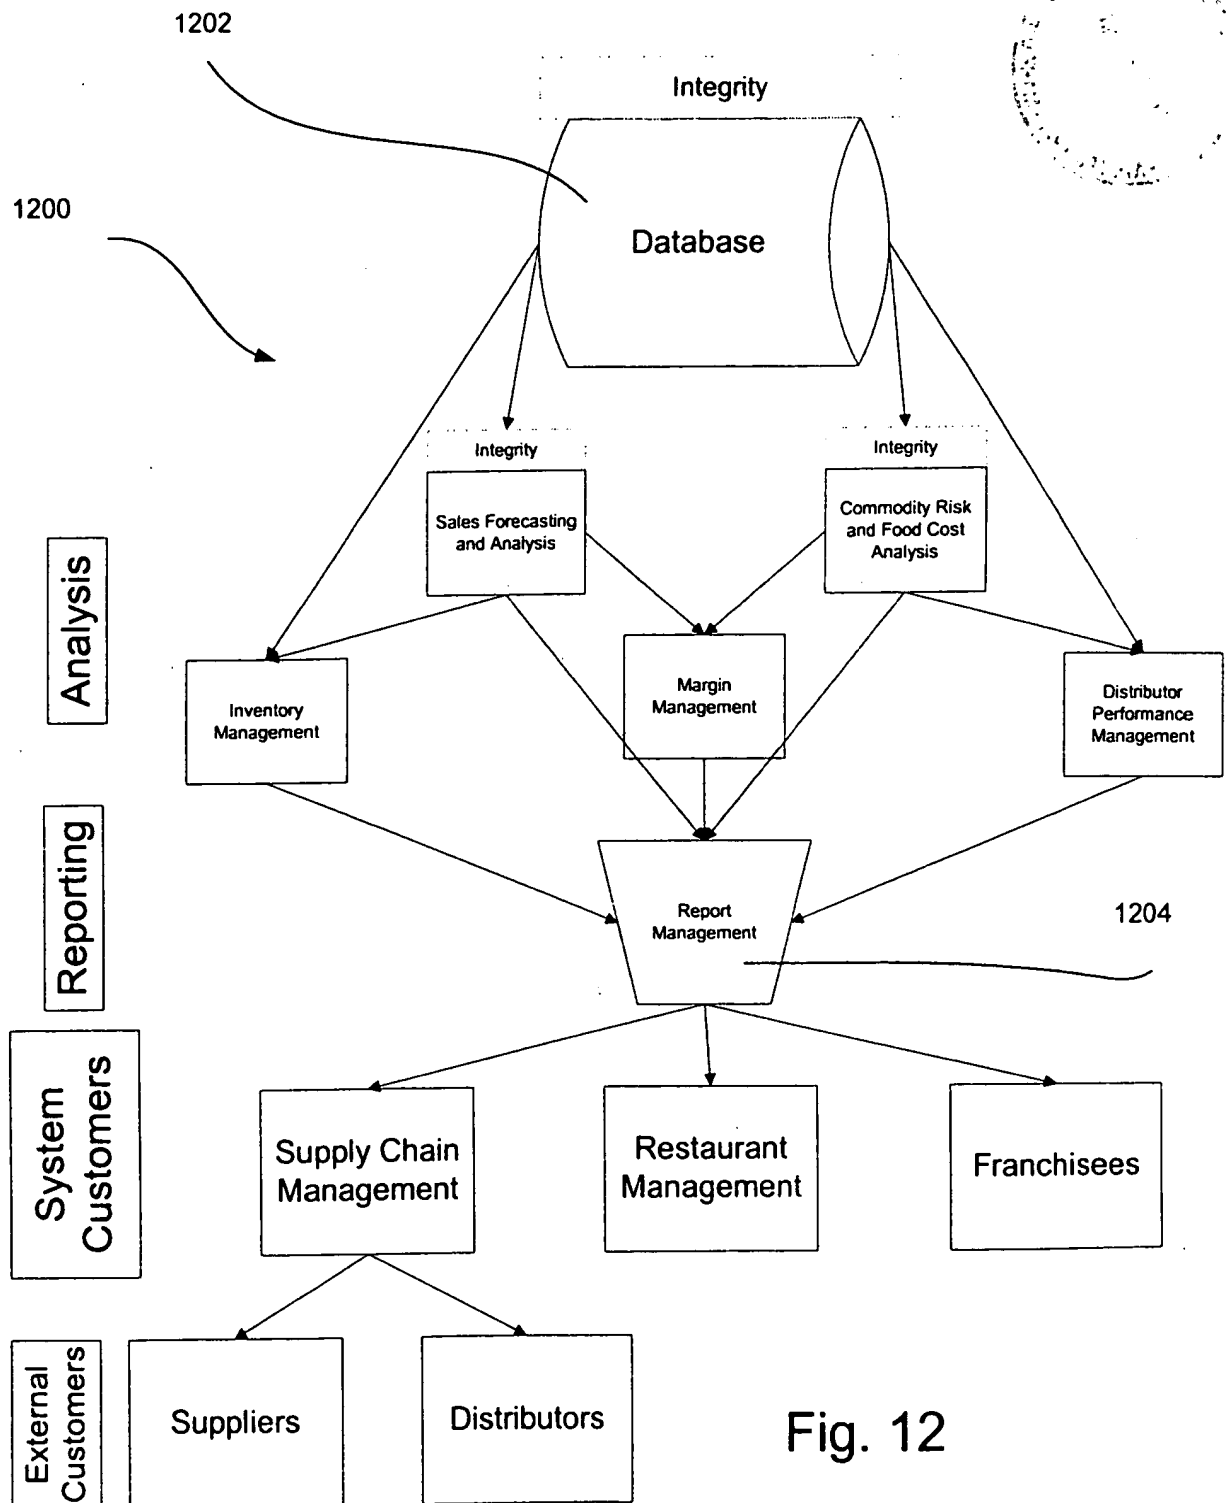 1202
Integrity
1200
Database
Integrity
Integrity
Sales Forecasting
and Analysis
Commodity Risk
and Food Cost
Analysis
Analysis
Inventory
Management
Margin
Management
Distributor
Performance
Management
Reporting
Report
Management
1204
System
Customers
Supply Chain
Management
Restaurant
Management
Franchisees
External
Customers
Suppliers
Distributors
Fig. 12